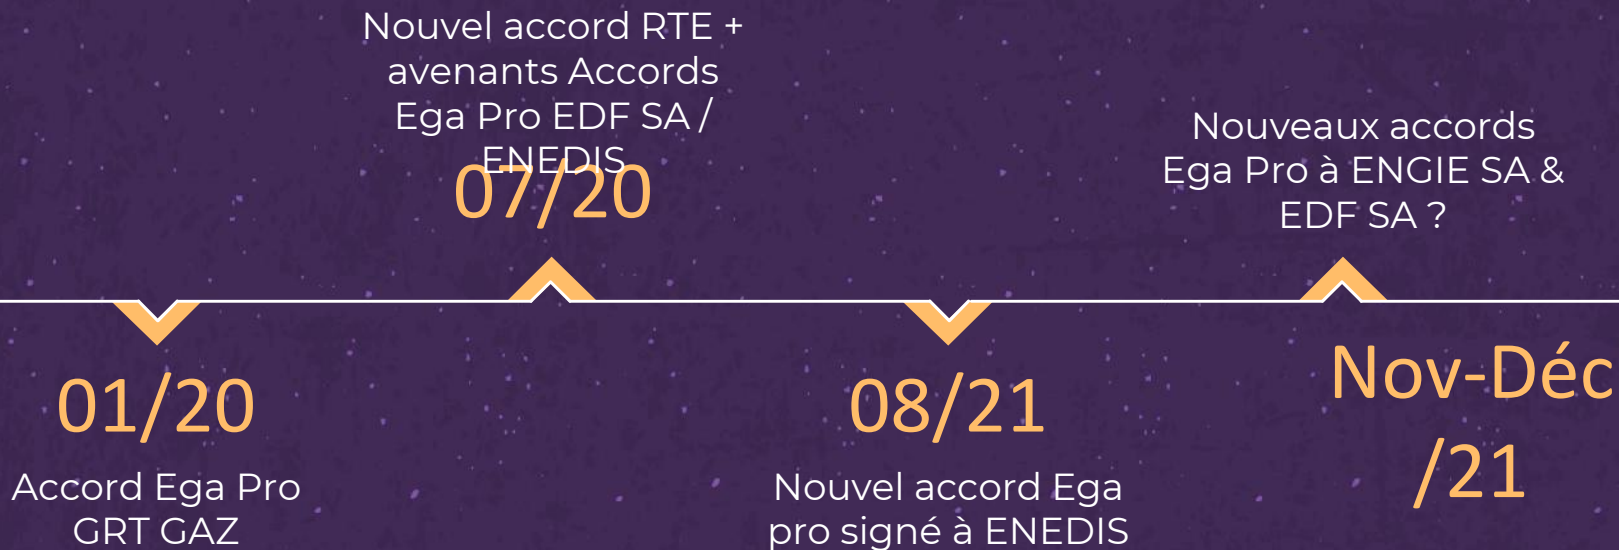 01/20
Accord Ega Pro
GRT GAZ
Nouvel accord RTE +
avenants Accords
Ega Pro EDF SA /
ENEDIS
07/20
08/21
Nouvel accord Ega
pro signé à ENEDIS
Nouveaux accords
Ega Pro à ENGIE SA &
EDF SA ?
Nov-Déc
/21